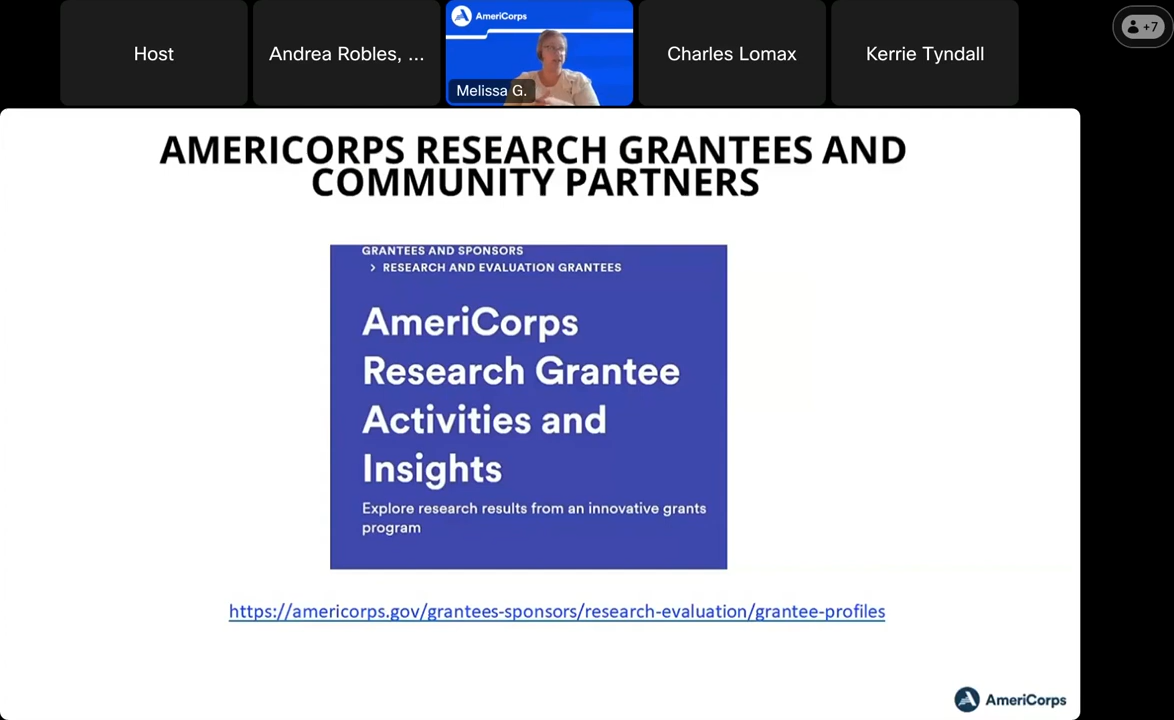 Host
Andrea Robles, ...
AmeriCorps
Melissa G.
Charles Lomax
Kerrie Tyndall
+7
AMERICORPS RESEARCH GRANTEES AND
COMMUNITY PARTNERS
GRANTEES AND SPONSORS
> RESEARCH AND EVALUATION GRANTEES
AmeriCorps
Research Grantee
Activities and
Insights
Explore research results from an innovative grants
program
https://americorps.gov/grantees-sponsors/research-evaluation/grantee-profiles
AmeriCorps